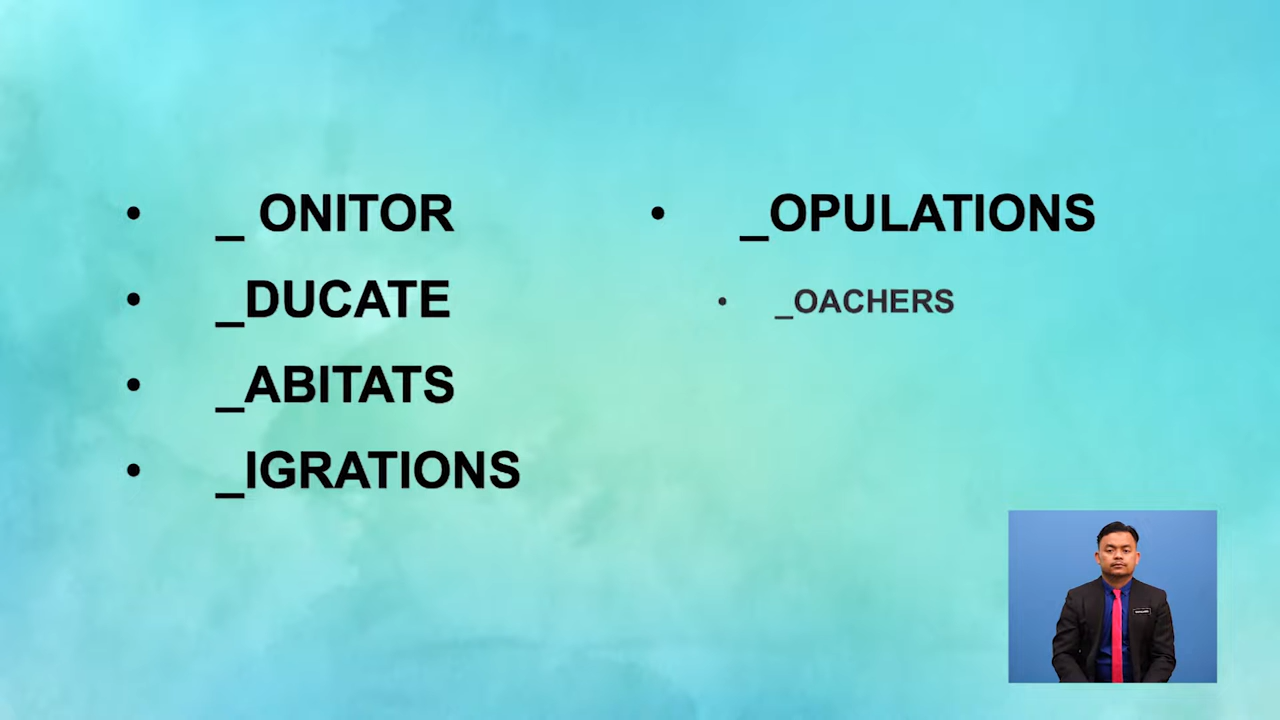 • _ ONITOR
• _DUCATE
• _ABITATS
• _IGRATIONS
• _OPULATIONS
• _OACHERS